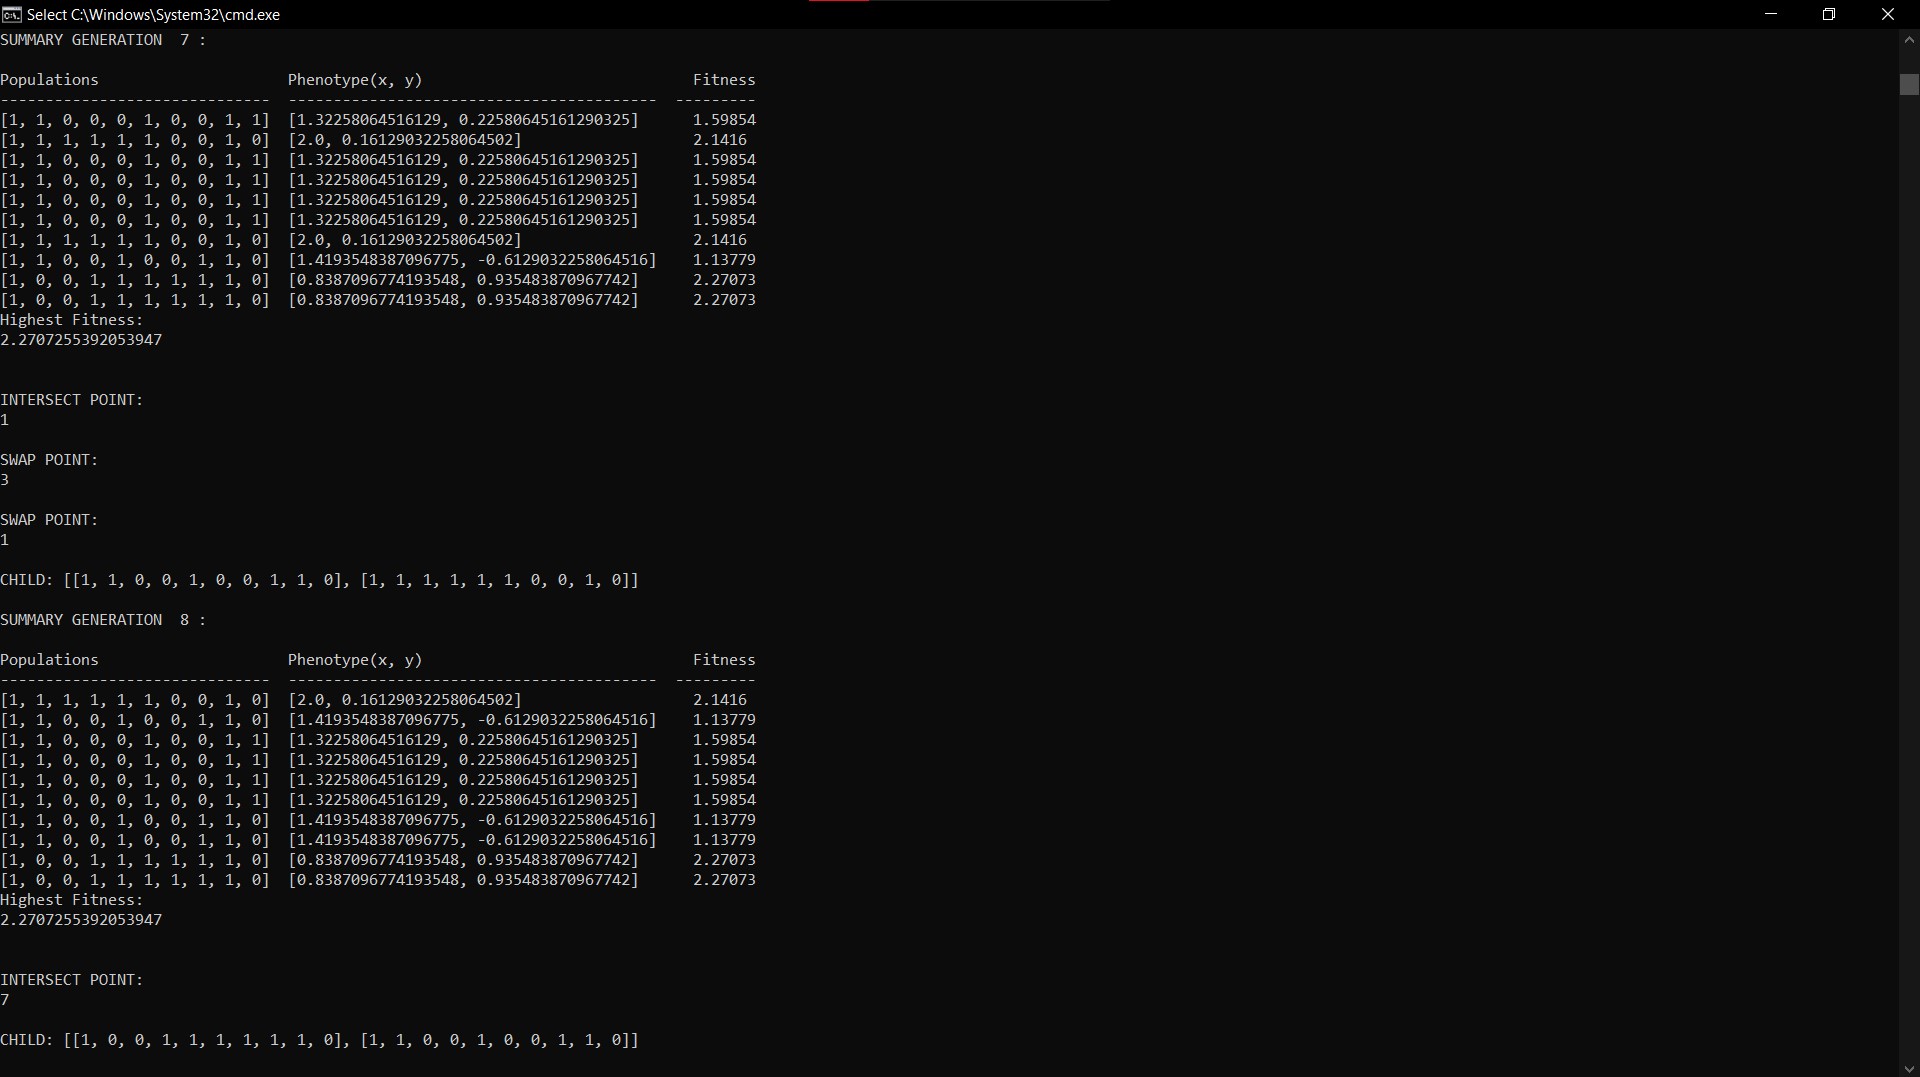 Select C:\Windows\System32\cmd.exe
SUMMARY GENERATION  7 :
Populations                     Phenotype(x, y)                              Fitness
------------------------------  -----------------------------------------  ---------
[1, 1, 0, 0, 0, 1, 0, 0, 1, 1]  [1.32258064516129, 0.22580645161290325]      1.59854
[1, 1, 1, 1, 1, 1, 0, 0, 1, 0]  [2.0, 0.16129032258064502]                   2.1416
[1, 1, 0, 0, 0, 1, 0, 0, 1, 1]  [1.32258064516129, 0.22580645161290325]      1.59854
[1, 1, 0, 0, 0, 1, 0, 0, 1, 1]  [1.32258064516129, 0.22580645161290325]      1.59854
[1, 1, 0, 0, 0, 1, 0, 0, 1, 1]  [1.32258064516129, 0.22580645161290325]      1.59854
[1, 1, 0, 0, 0, 1, 0, 0, 1, 1]  [1.32258064516129, 0.22580645161290325]      1.59854
[1, 1, 1, 1, 1, 1, 0, 0, 1, 0]  [2.0, 0.16129032258064502]                   2.1416
[1, 1, 0, 0, 1, 0, 0, 1, 1, 0]  [1.4193548387096775, -0.6129032258064516]    1.13779
[1, 0, 0, 1, 1, 1, 1, 1, 1, 0]  [0.8387096774193548, 0.935483870967742]      2.27073
[1, 0, 0, 1, 1, 1, 1, 1, 1, 0]  [0.8387096774193548, 0.935483870967742]      2.27073
Highest Fitness:
2.2707255392053947
INTERSECT POINT:
1
SWAP POINT:
3
SWAP POINT:
1
CHILD: [[1, 1, 0, 0, 1, 0, 0, 1, 1, 0], [1, 1, 1, 1, 1, 1, 0, 0, 1, 0]]
SUMMARY GENERATION  8 :
Populations                     Phenotype(x, y)                              Fitness
------------------------------  -----------------------------------------  ---------
[1, 1, 1, 1, 1, 1, 0, 0, 1, 0]  [2.0, 0.16129032258064502]                   2.1416
[1, 1, 0, 0, 1, 0, 0, 1, 1, 0]  [1.4193548387096775, -0.6129032258064516]    1.13779
[1, 1, 0, 0, 0, 1, 0, 0, 1, 1]  [1.32258064516129, 0.22580645161290325]      1.59854
[1, 1, 0, 0, 0, 1, 0, 0, 1, 1]  [1.32258064516129, 0.22580645161290325]      1.59854
[1, 1, 0, 0, 0, 1, 0, 0, 1, 1]  [1.32258064516129, 0.22580645161290325]      1.59854
[1, 1, 0, 0, 0, 1, 0, 0, 1, 1]  [1.32258064516129, 0.22580645161290325]      1.59854
[1, 1, 0, 0, 1, 0, 0, 1, 1, 0]  [1.4193548387096775, -0.6129032258064516]    1.13779
[1, 1, 0, 0, 1, 0, 0, 1, 1, 0]  [1.4193548387096775, -0.6129032258064516]    1.13779
[1, 0, 0, 1, 1, 1, 1, 1, 1, 0]  [0.8387096774193548, 0.935483870967742]      2.27073
[1, 0, 0, 1, 1, 1, 1, 1, 1, 0]  [0.8387096774193548, 0.935483870967742]      2.27073
Highest Fitness:
2.2707255392053947
INTERSECT POINT:
7
CHILD: [[1, 0, 0, 1, 1, 1, 1, 1, 1, 0], [1, 1, 0, 0, 1, 0, 0, 1, 1, 0]]